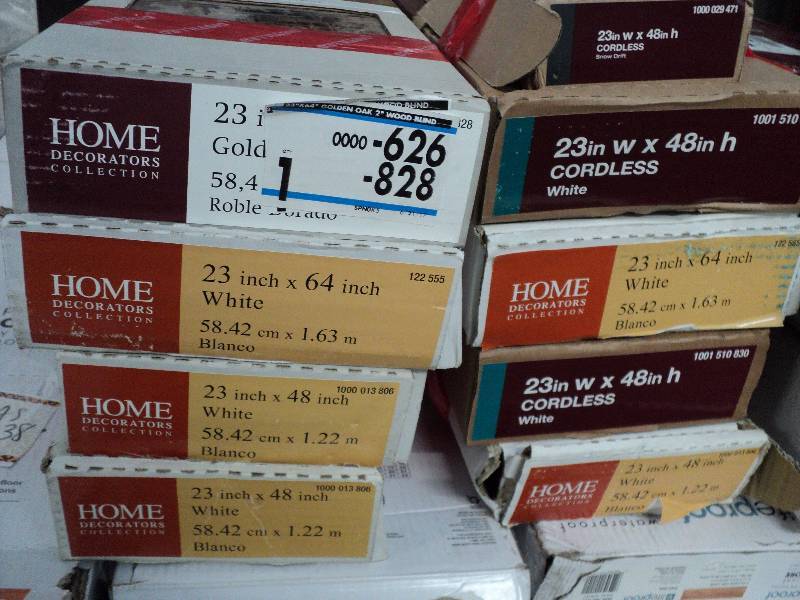 HOME
DECORATORS
COLLECTION
23 i
Gold
58,4
Roble Dorado
GOLDEN OAK 2" WOOD BLIND
0000 -626
1 -828
HOME
DECORATORS
COLLECTION
23 inch x 64 inch
White
58.42 cm x 1.63 m
Blanco
122 555
HOME
DECORATORS
COLLECTION
23 inch x 48 inch
White
58.42 cm x 1.22 m
Blanco
1000 013 806
HOME
DECORATORS
COLLECTION
23 inch x 48 inch
White
58.42 cm x 1.22 m
Blanco
1000 013 806
1000 029 471
23in w x 48in h
CORDLESS
Snow Drift
1001 510
23in w x 48in h
CORDLESS
White
HOME
DECORATORS
COLLECTION
23 inch x 64 inch
White
58.42 cm x 1.63 m
Blanco
1001 510 830
23in w x 48in h
CORDLESS
White
HOME
DECORATORS
COLLECTION
23 inch x 48 inch
White
58.42 cm x 1.22 m
38